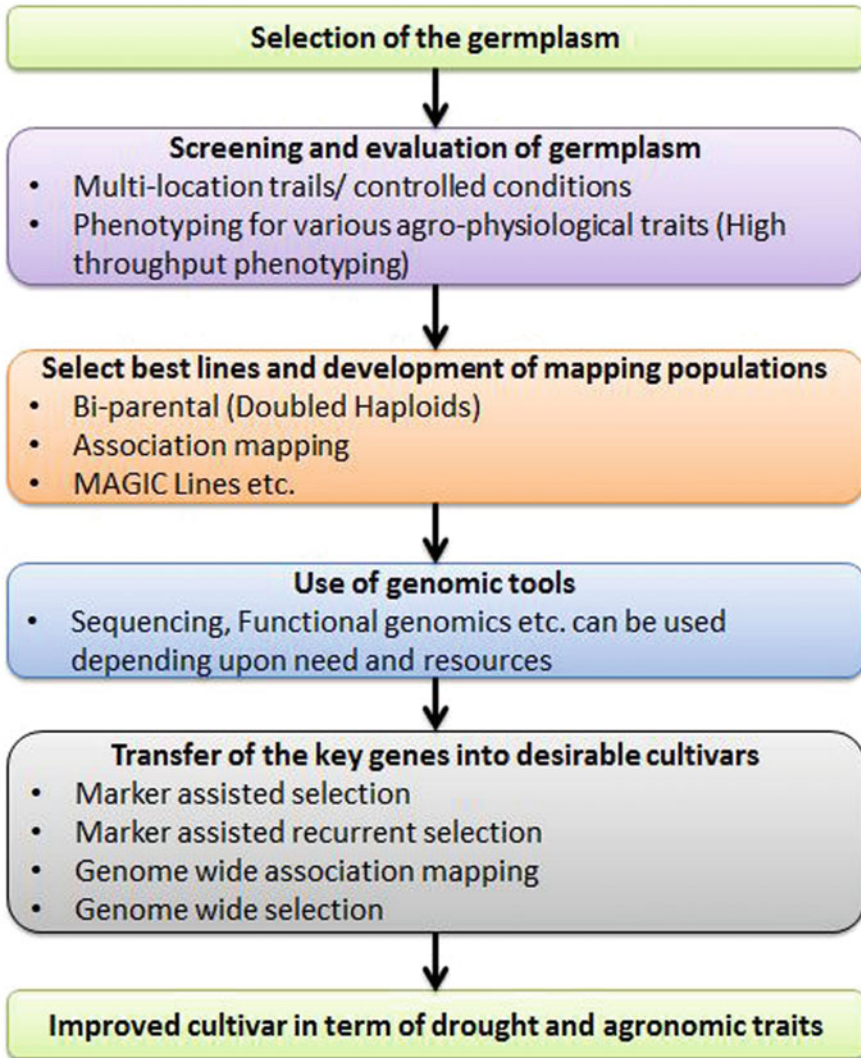 Selection of the germplasm
Screening and evaluation of germplasm
• Multi-location trails/ controlled conditions
• Phenotyping for various agro-physiological traits (High
throughput phenotyping)
Select best lines and development of mapping populations
• Bi-parental (Doubled Haploids)
• Association mapping
• MAGIC Lines etc.
Use of genomic tools
• Sequencing, Functional genomics etc. can be used
depending upon need and resources
Transfer of the key genes into desirable cultivars
• Marker assisted selection
• Marker assisted recurrent selection
• Genome wide association mapping
• Genome wide selection
Improved cultivar in term of drought and agronomic traits